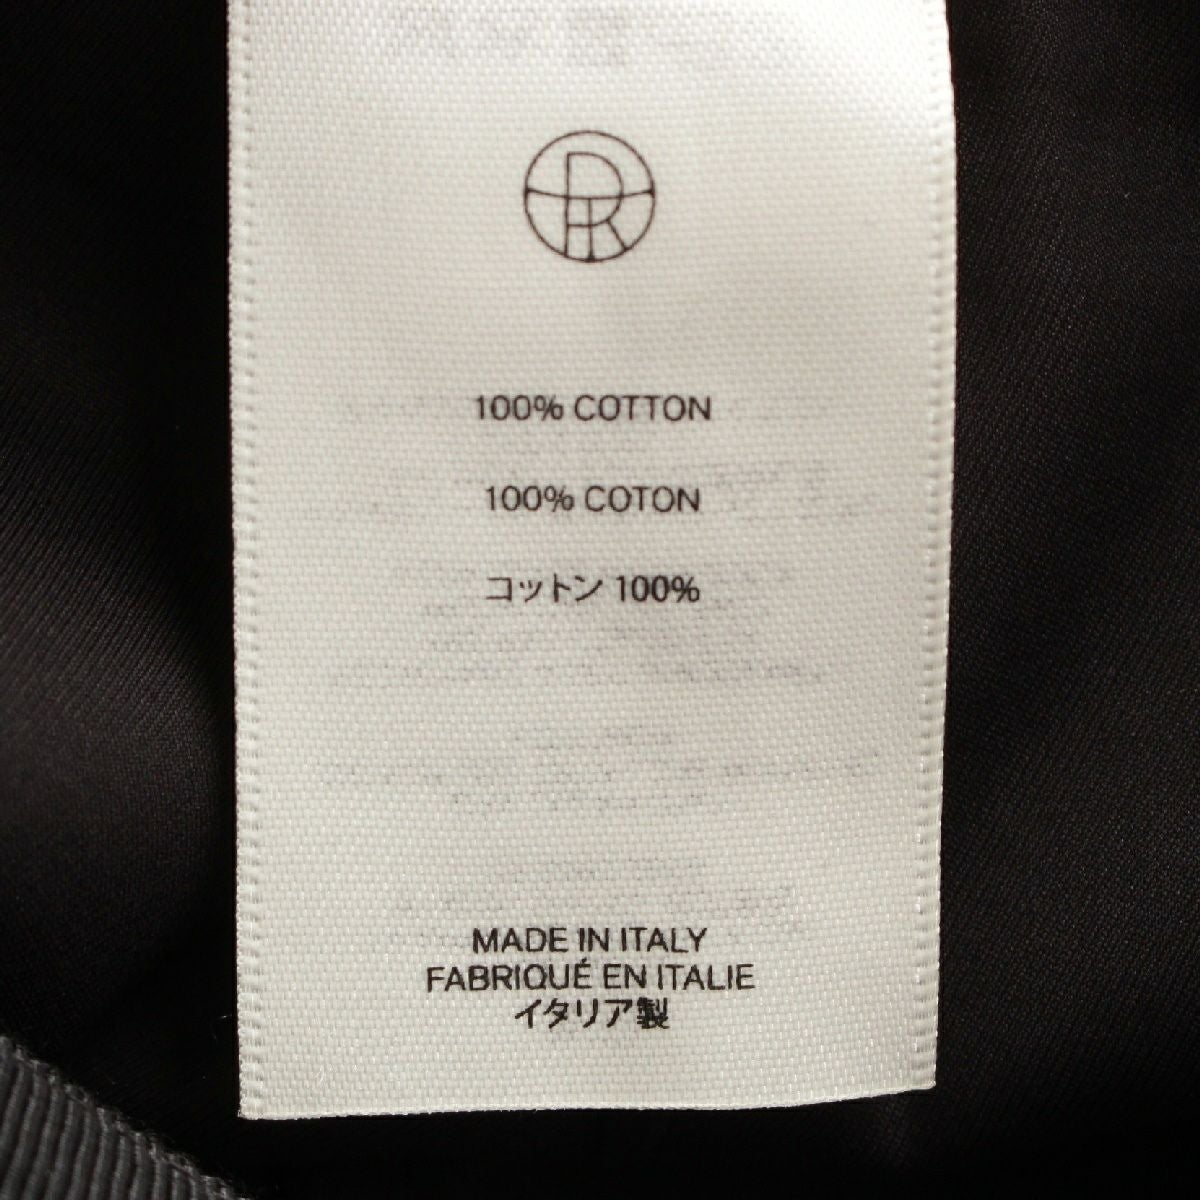 100% COTTON
100% COTON
コットン 100%
MADE IN ITALY
FABRIQUÉ EN ITALIE
イタリア製